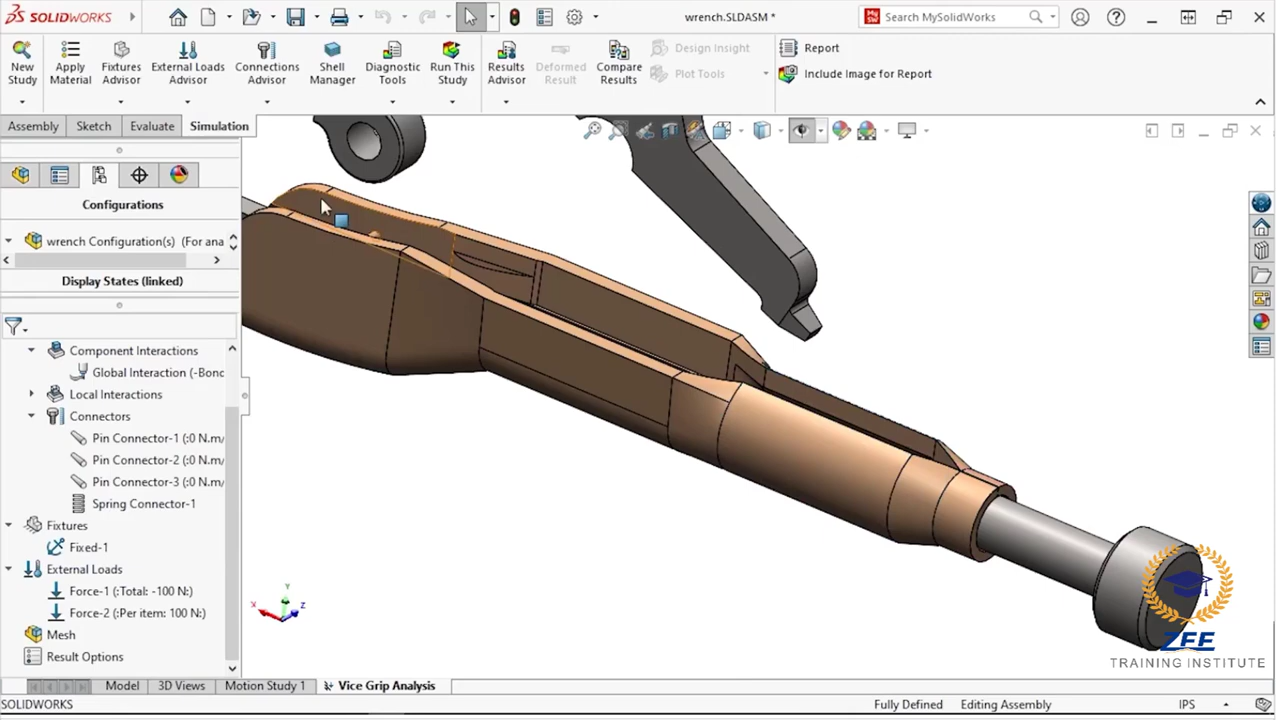 SOLIDWORKS
wrench.SLDASM *
Search MySolidWorks
New Study
Apply Material
Fixtures Advisor
External Loads Advisor
Connections Advisor
Shell Manager
Diagnostic Tools
Run This Study
Results Advisor
Deformed Result
Compare Results
Design Insight
Plot Tools
Report
Include Image for Report
Assembly
Sketch
Evaluate
Simulation
Configurations
wrench Configuration(s) (For ana
Display States (linked)
Component Interactions
Global Interaction (-Bonc
Local Interactions
Connectors
Pin Connector-1 (:0 N.m/
Pin Connector-2 (:0 N.m/
Pin Connector-3 (:0 N.m/
Spring Connector-1
Fixtures
Fixed-1
External Loads
Force-1 (:Total: -100 N:)
Force-2 (:Per item: 100 N:)
Mesh
Result Options
Y
X
Z
ZEE
TRAINING INSTITUTE
Model
3D Views
Motion Study 1
Vice Grip Analysis
SOLIDWORKS
Fully Defined
Editing Assembly
IPS